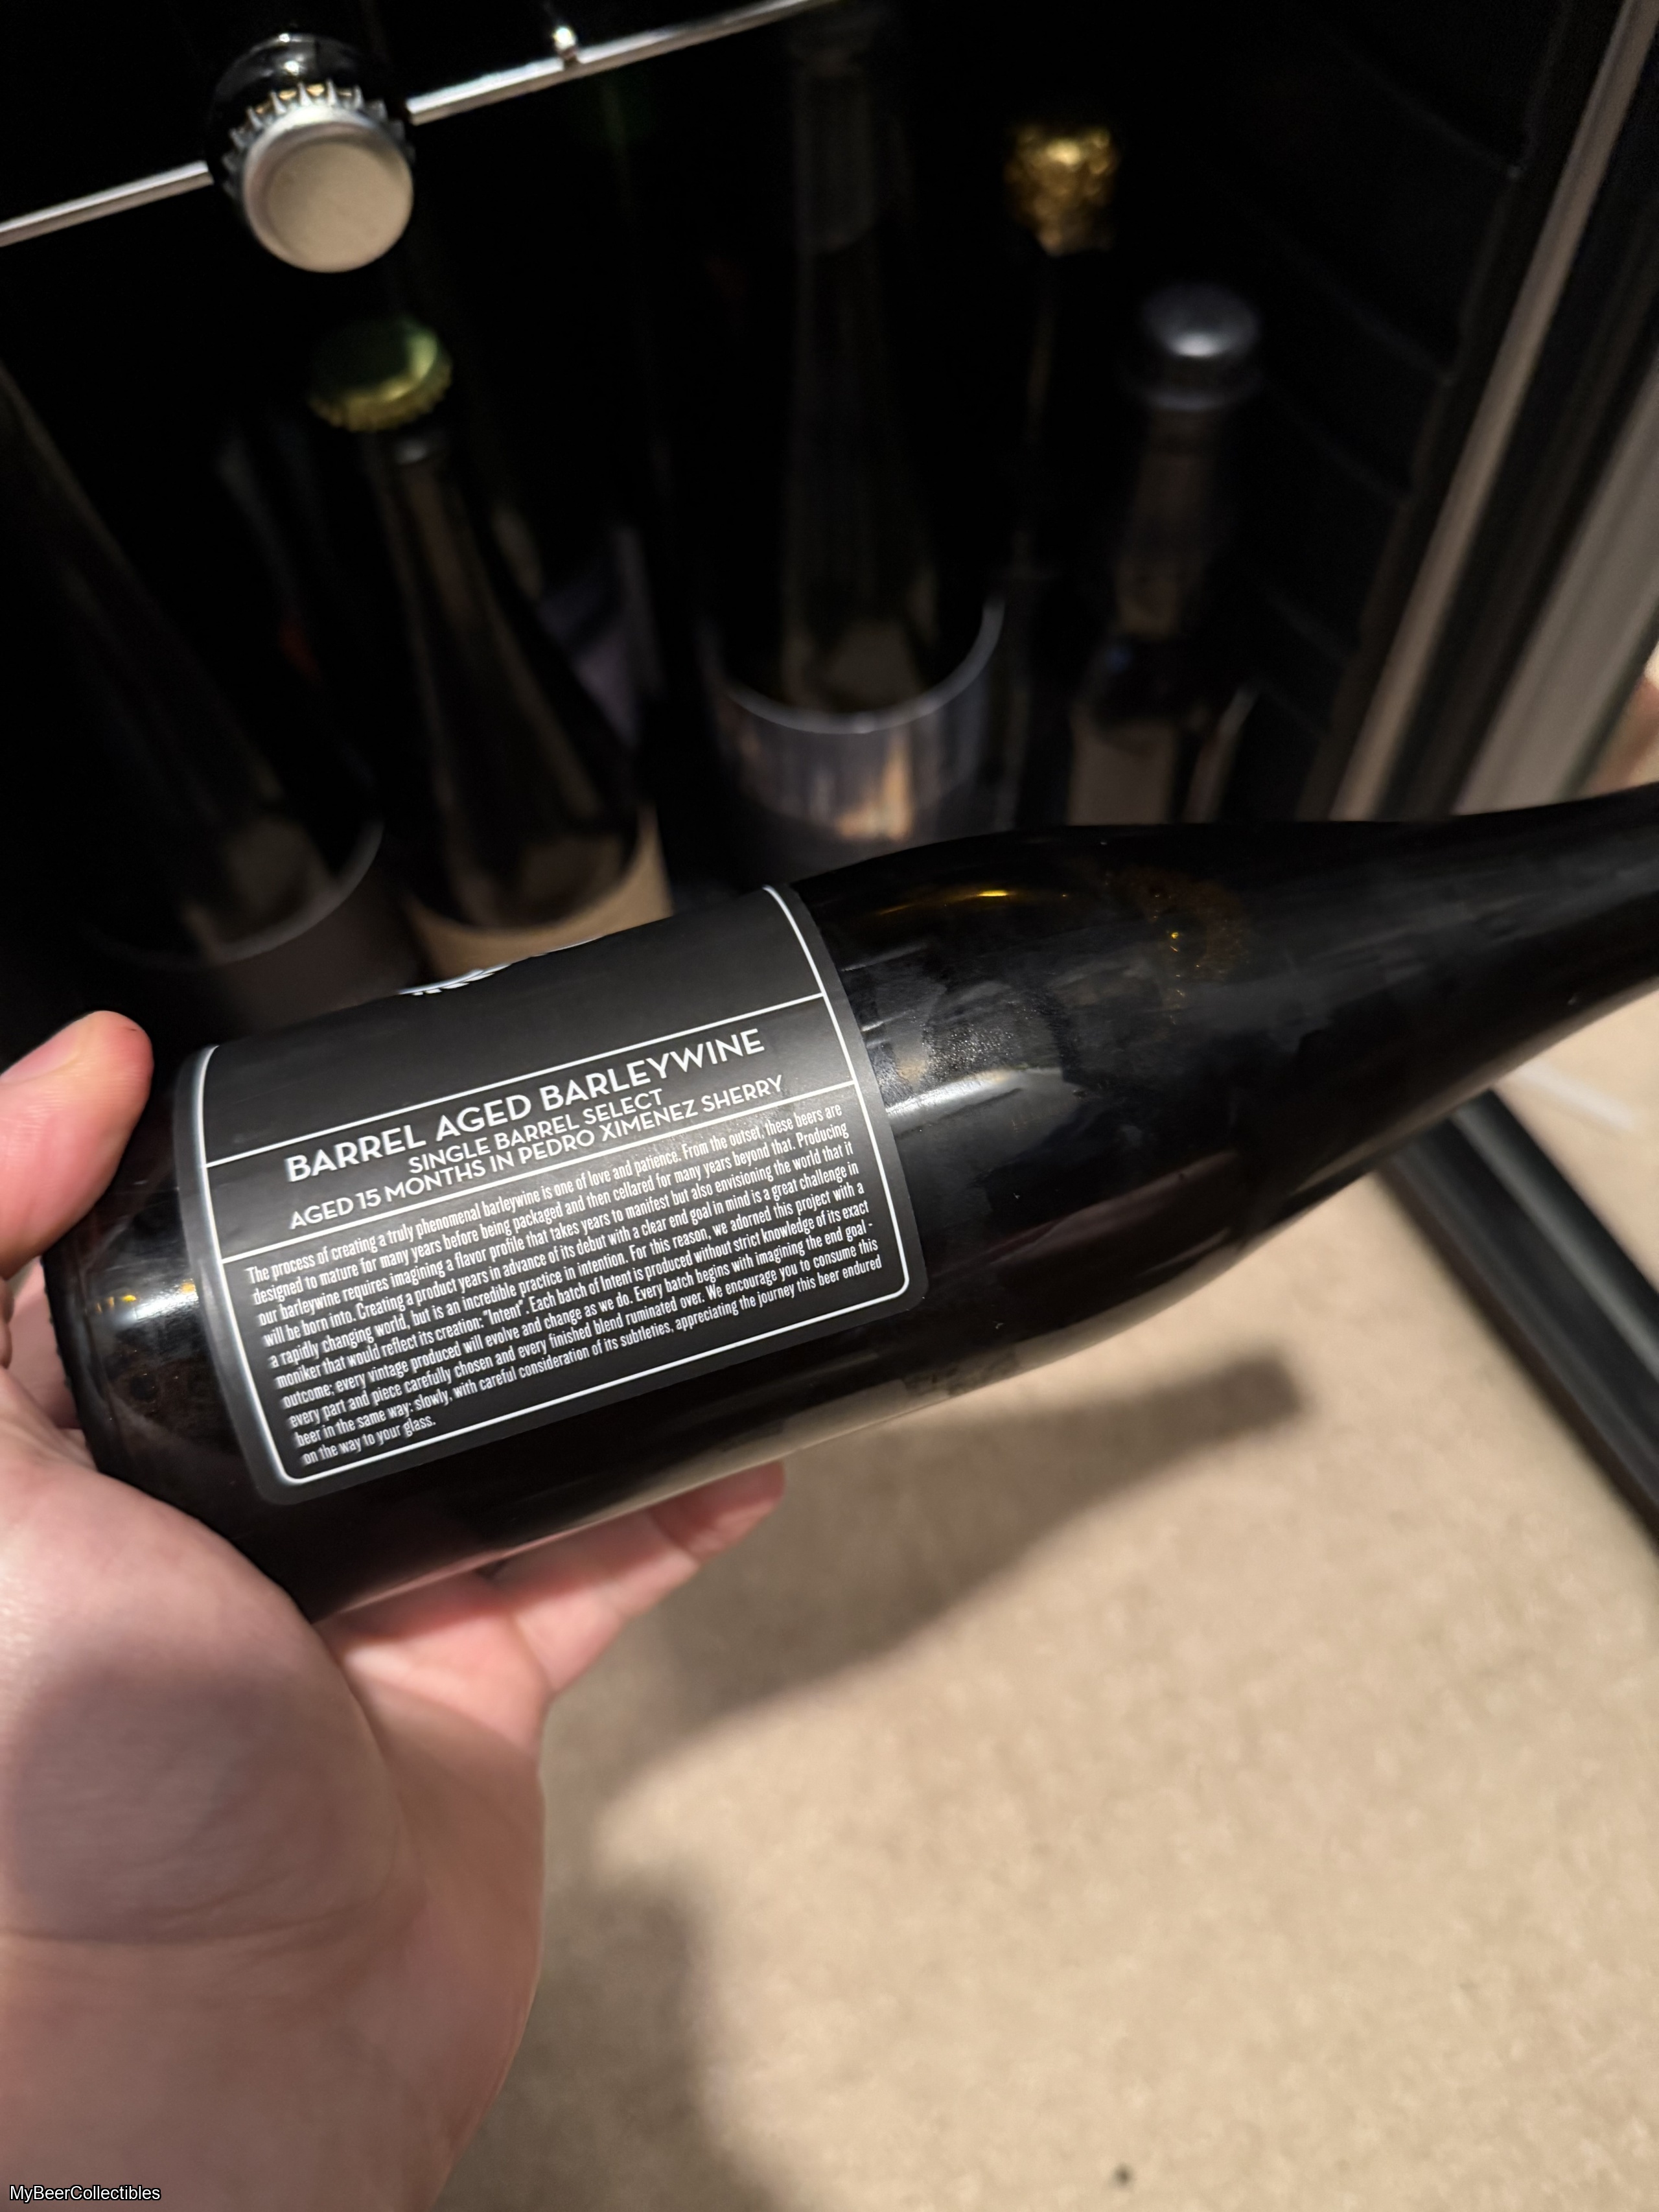 BARREL AGED BARLEYWINE
SINGLE BARREL SELECT
AGED 15 MONTHS IN PEDRO XIMENEZ SHERRY
The process of creating a truly phenomenal barleywine is one of love and patience. From the outset, these beers are
designed to mature for many years before being packaged and then cellared for many years beyond that. Producing
our barleywine requires imagining a flavor profile that takes years to manifest but also envisioning the world that it
will be born into. Creating a product years in advance of its debut with a clear end goal in mind is a great challenge in
a rapidly changing world, but is an incredible practice in intention. For this reason, we adorned this project with a
moniker that would reflect its creation: "Intent". Each batch of Intent is produced without strict knowledge of its exact
outcome; every vintage produced will evolve and change as we do. Every batch begins with imagining the end goal -
every part and piece carefully chosen and every finished blend ruminated over. We encourage you to consume this
beer in the same way: slowly, with careful consideration of its subtleties, appreciating the journey this beer endured
on the way to your glass.
MyBeerCollectibles